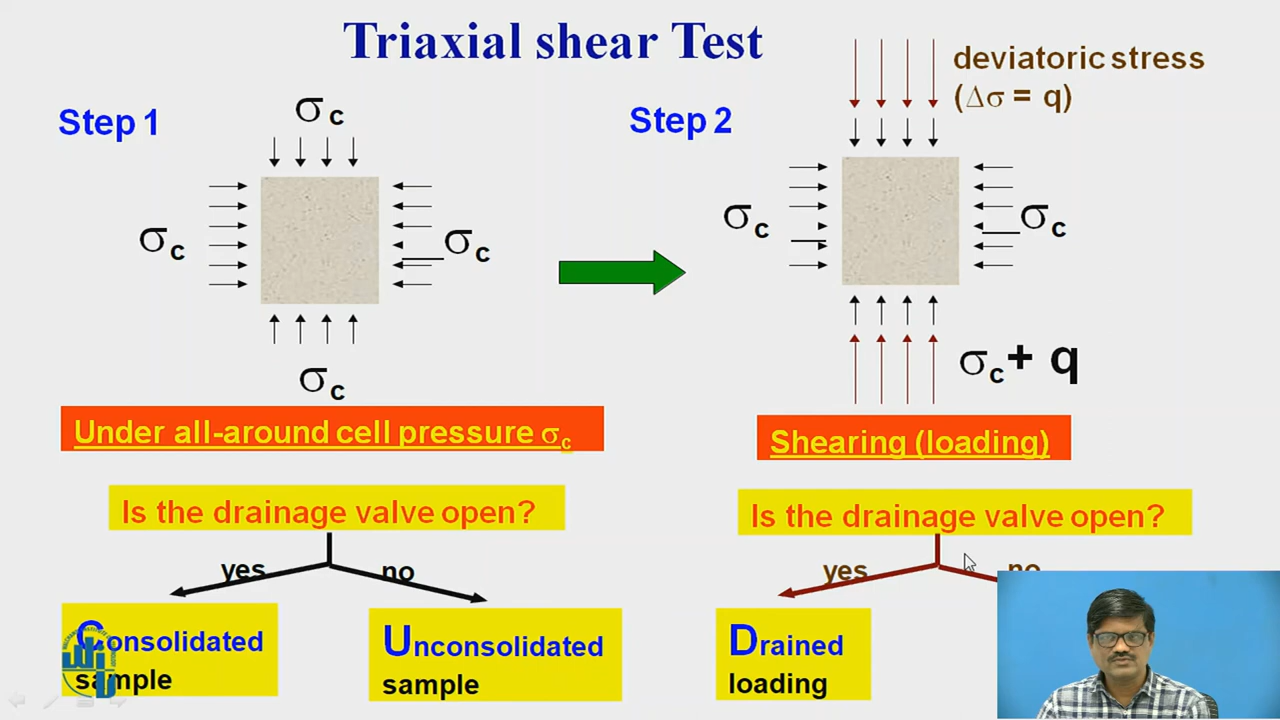 Triaxial shear Test
Step 1
σc
σc
σc
σc
Under all-around cell pressure σc
Is the drainage valve open?
yes
no
Consolidated
sample
Unconsolidated
sample
Step 2
deviatoric stress
(Δσ = q)
σc
σc
σc+ q
Shearing (loading)
Is the drainage valve open?
yes
no
Drained
loading